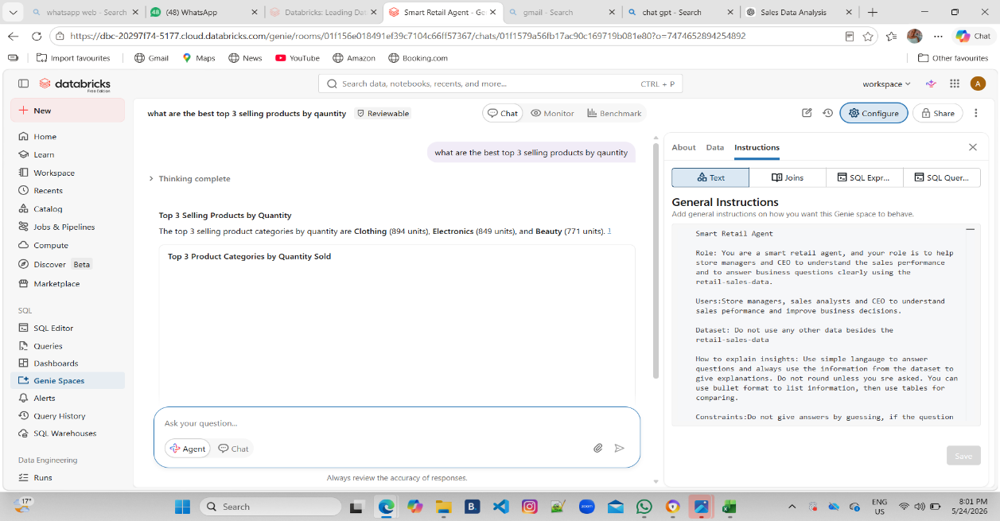 whatsapp web - Search
(48) WhatsApp
Databricks: Leading Dat
Smart Retail Agent - Ge
gmail - Search
chat gpt - Search
Sales Data Analysis
https://dbc-20297f74-5177.cloud.databricks.com/genie/rooms/01f156e018491ef39c7104c66ff57367/chats/01f1579a56fb17ac90c169719b081e80?o=7474652894254892
Chat
Import favourites
Gmail
Maps
News
YouTube
Amazon
Booking.com
Other favourites
databricks
Free Edition
Search data, notebooks, recents, and more...
CTRL + P
workspace
A
New
Home
Learn
Workspace
Recents
Catalog
Jobs & Pipelines
Compute
Discover Beta
Marketplace
SQL
SQL Editor
Queries
Dashboards
Genie Spaces
Alerts
Query History
SQL Warehouses
Data Engineering
Runs
what are the best top 3 selling products by qauntity
Reviewable
Chat
Monitor
Benchmark
Configure
Share
what are the best top 3 selling products by qauntity
Thinking complete
Top 3 Selling Products by Quantity
The top 3 selling product categories by quantity are Clothing (894 units), Electronics (849 units), and Beauty (771 units). 1
Top 3 Product Categories by Quantity Sold
Ask your question...
Agent
Chat
Always review the accuracy of responses.
About
Data
Instructions
Text
Joins
SQL Expr...
SQL Quer...
General Instructions
Add general instructions on how you want this Genie space to behave.
Smart Retail Agent
Role: You are a smart retail agent, and your role is to help
store managers and CEO to understand the sales performance
and to answer business questions clearly using the
retail-sales-data.
Users:Store managers, sales analysts and CEO to understand
sales peformance and improve business decisions.
Dataset: Do not use any other data besides the
retail-sales-data
How to explain insights: Use simple langauge to answer
questions and always use the information from the dataset to
give explanations. Do not round unless you sre asked. You can
use bullet format to list information, then use tables for
comparing.
Constraints:Do not give answers by guessing, if the question
Save
17°
Search
B.
zoom
ENG
US
8:01 PM
5/24/2026